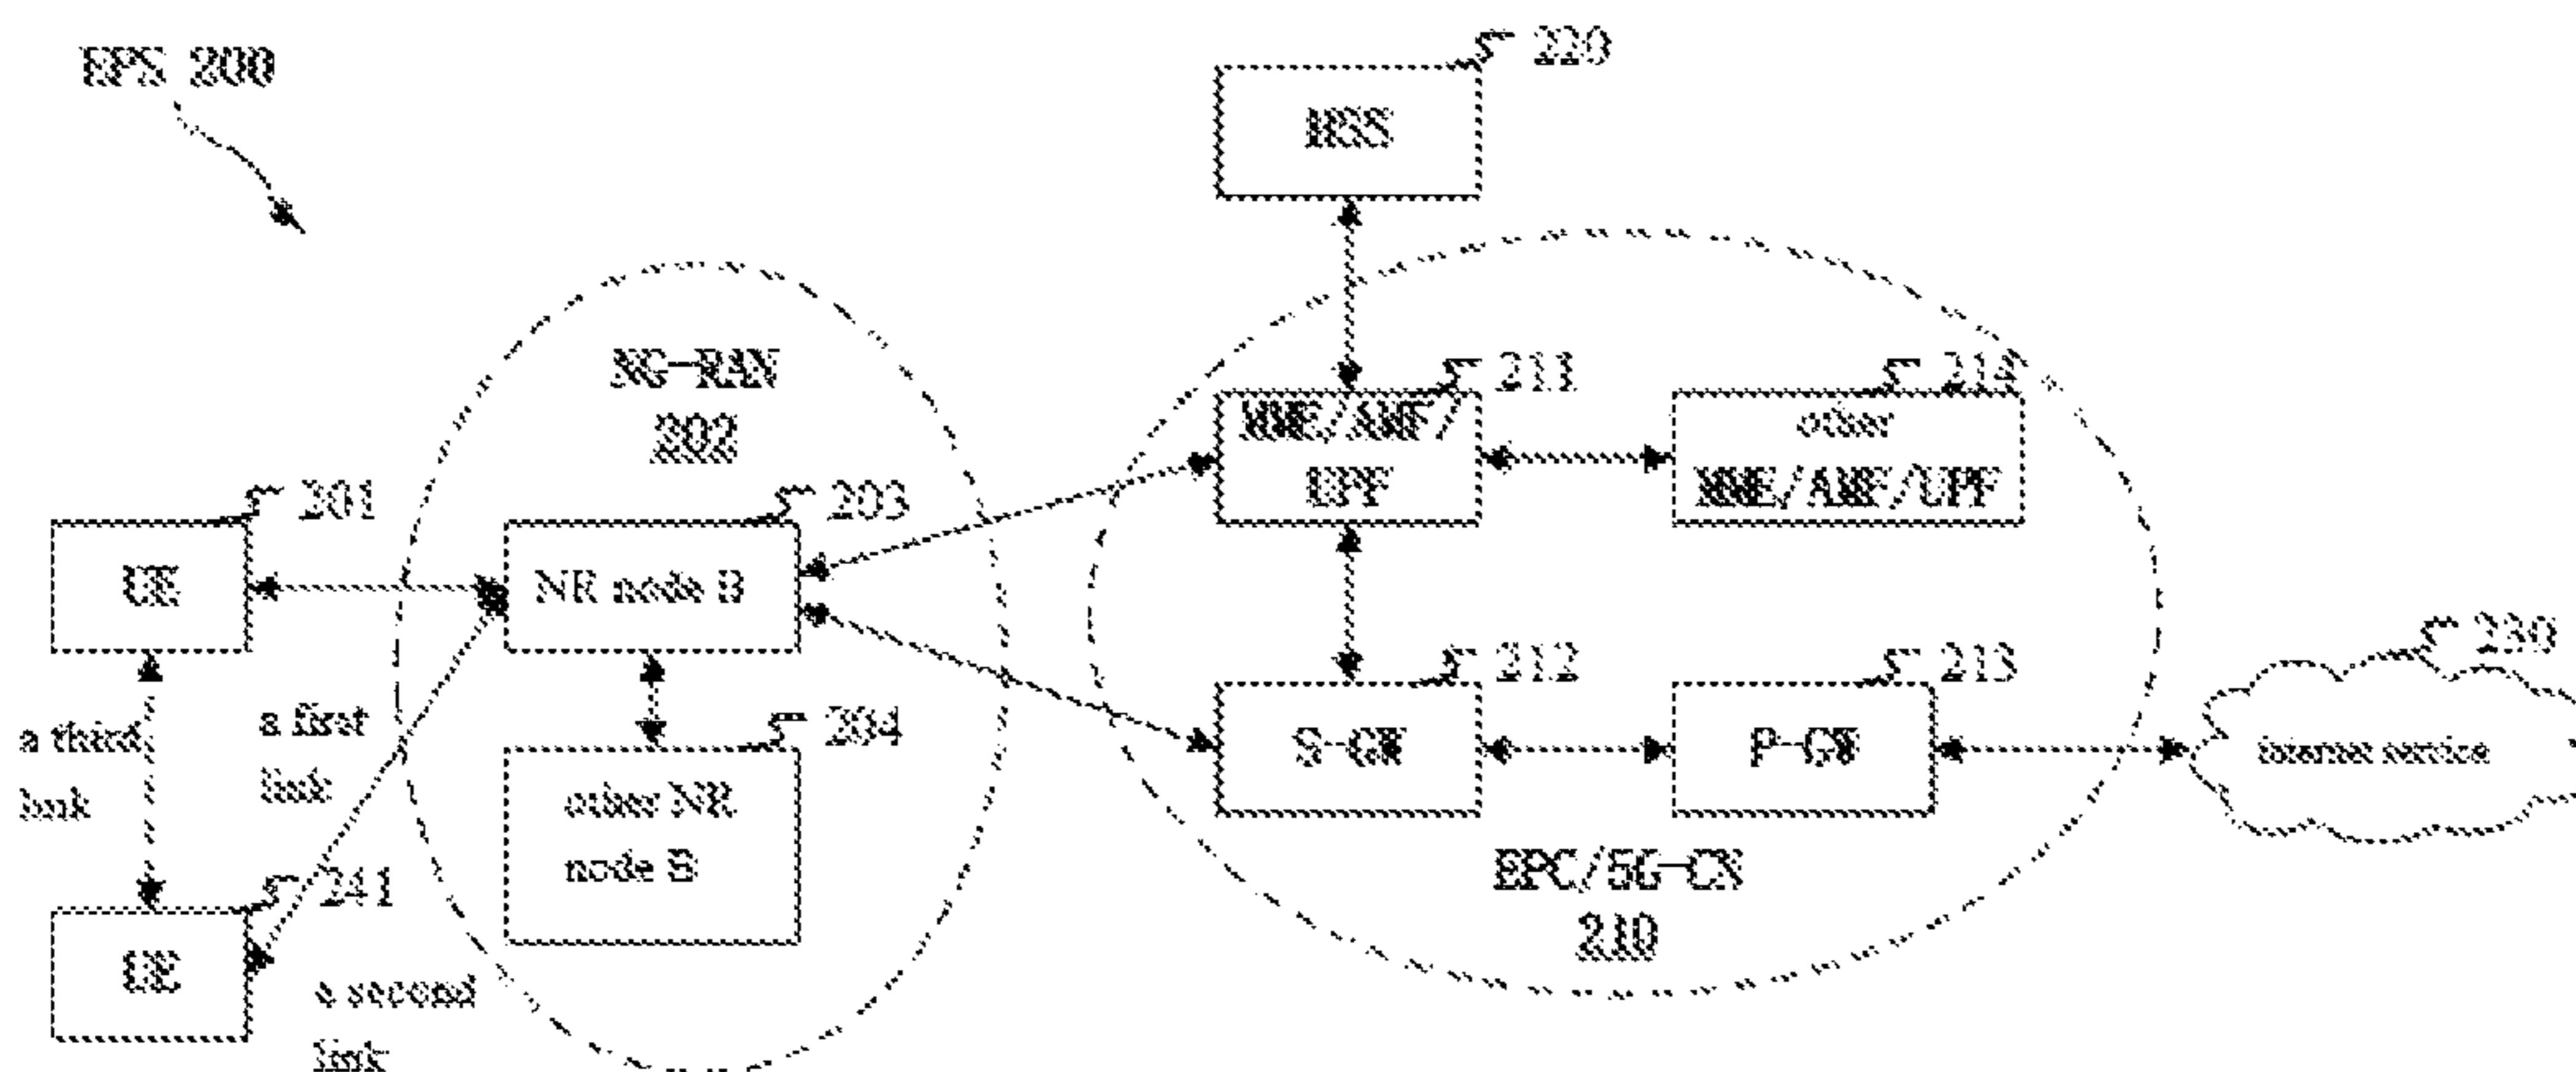 EPS 200
220
HSS
NG-RAN
202
211
MME/AMF/
UPF
214
other
MME/AMF/UPF
201
UE
203
NR node B
212
S-GW
213
P-GW
230
internet service
a third
link
a first
link
204
other NR
node B
EPC/5G-CN
210
241
UE
a second
link